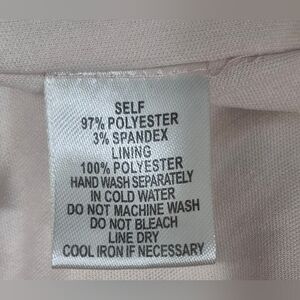 SELF
97% POLYESTER
3% SPANDEX
LINING
100% POLYESTER
HAND WASH SEPARATELY
IN COLD WATER
DO NOT MACHINE WASH
DO NOT BLEACH
LINE DRY
COOL IRON IF NECESSARY